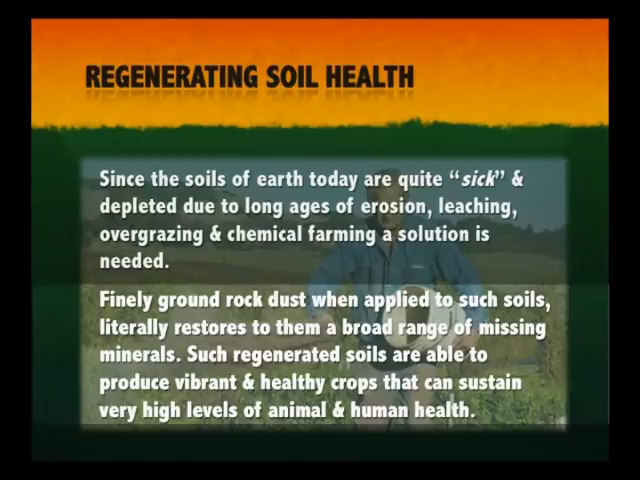 REGENERATING SOIL HEALTH
Since the soils of earth today are quite “sick” &
depleted due to long ages of erosion, leaching,
overgrazing & chemical farming a solution is
needed.
Finely ground rock dust when applied to such soils,
literally restores to them a broad range of missing
minerals. Such regenerated soils are able to
produce vibrant & healthy crops that can sustain
very high levels of animal & human health.